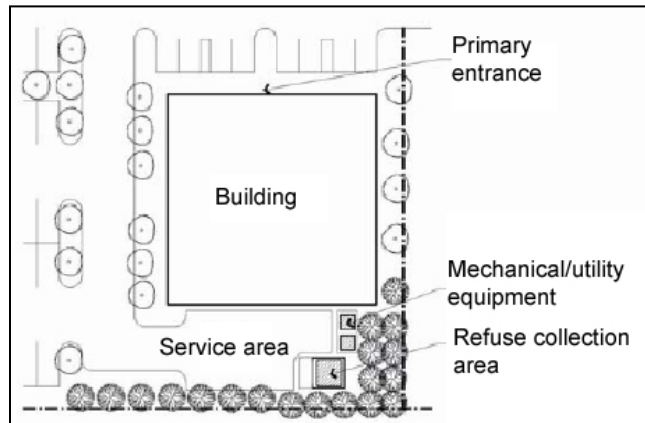 Primary
entrance
Building
Mechanical/utility
equipment
Service area
Refuse collection
area